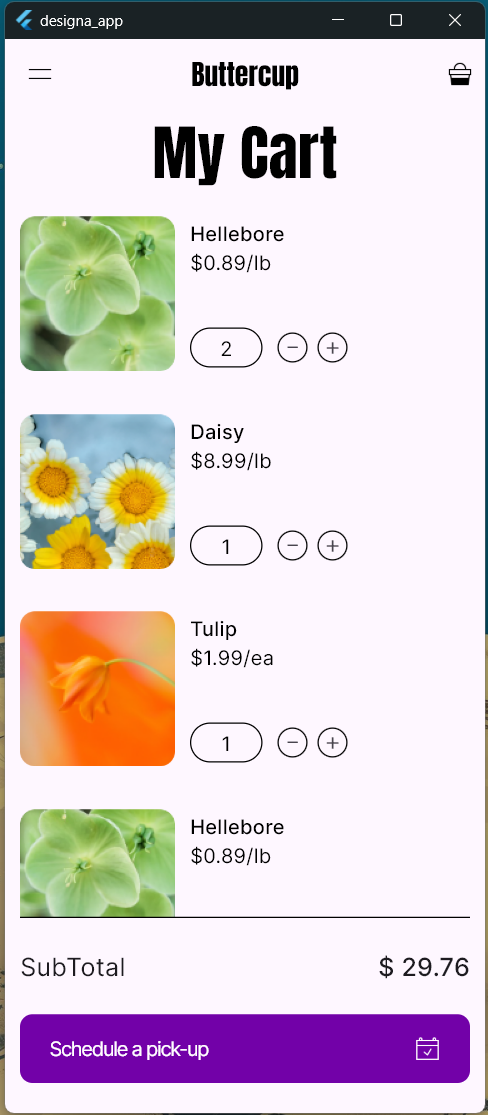 designa_app
Buttercup
My Cart
Hellebore
$0.89/lb
2
Daisy
$8.99/lb
1
Tulip
$1.99/ea
1
Hellebore
$0.89/lb
SubTotal
$ 29.76
Schedule a pick-up